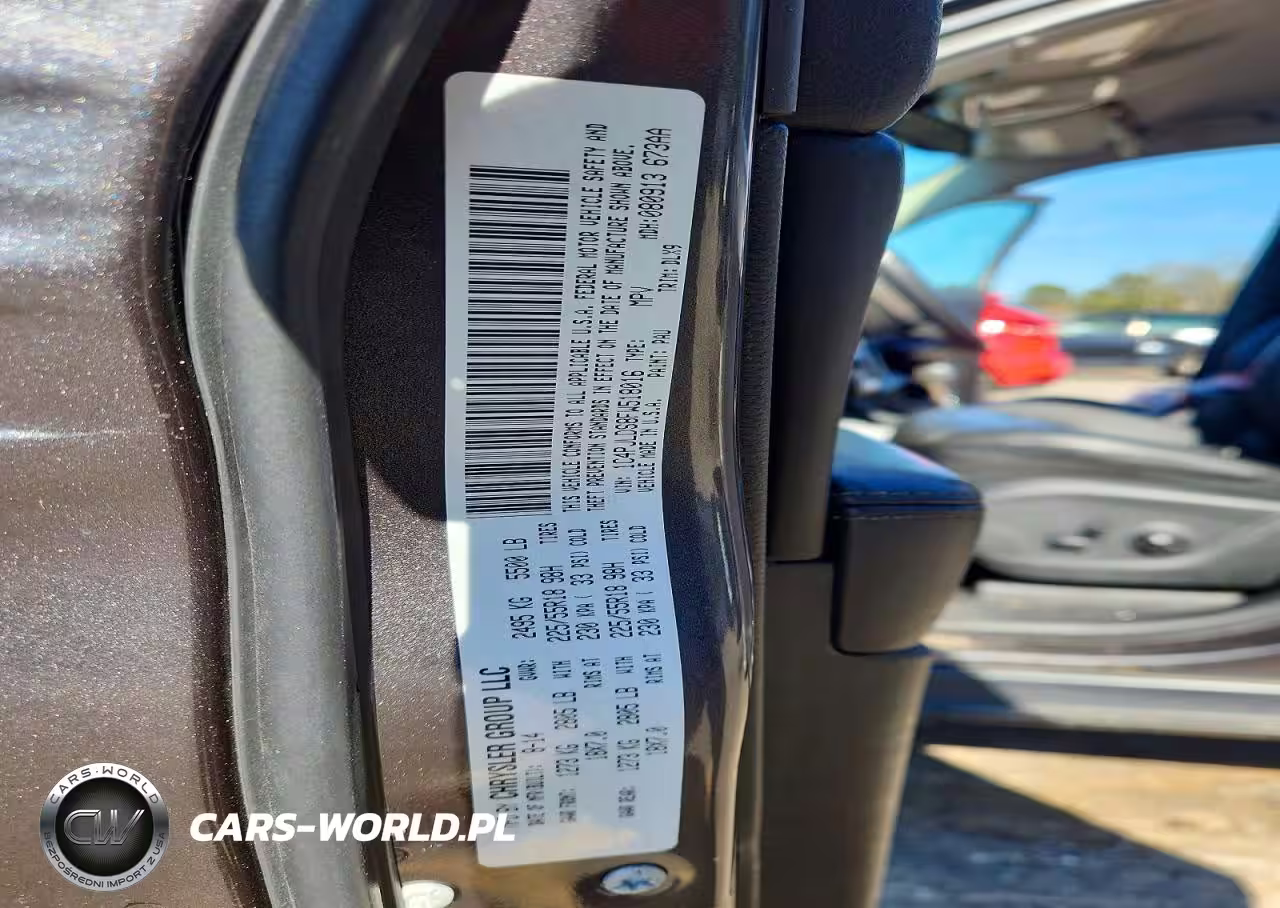 MFD BY CHRYSLER GROUP LLC
DATE OF MFR(BUILT): 8-14 GVWR: 2495 KG 5500 LB
GAWR FRONT: 1273 KG 2805 LB WITH 225/55R18 98H TIRES
18X7.0 RIMS AT 230 KPA ( 33 PSI) COLD
GAWR REAR: 1273 KG 2805 LB WITH 225/55R18 98H TIRES
18X7.0 RIMS AT 230 KPA ( 33 PSI) COLD
THIS VEHICLE CONFORMS TO ALL APPLICABLE U.S.A. FEDERAL MOTOR VEHICLE SAFETY AND
THEFT PREVENTION STANDARDS IN EFFECT ON THE DATE OF MANUFACTURE SHOWN ABOVE.
VIN: 1C4PJLDS8FW518016 TYPE: MPV MDH:080913 673AA
VEHICLE MADE IN U.S.A. PAINT: PAU TRIM: DLX9
CARS-WORLD
CW
BEZPOŚREDNI IMPORT Z USA
CARS-WORLD.PL